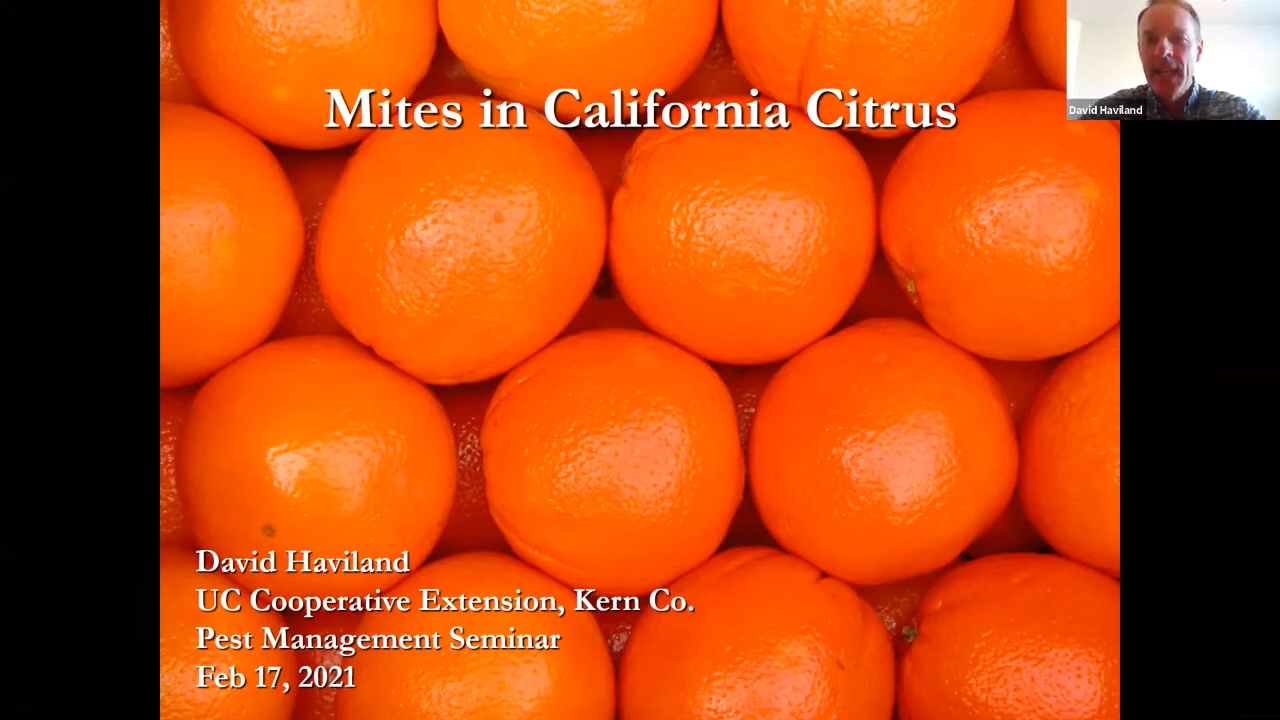 Mites in California Citrus
David Haviland
David Haviland
UC Cooperative Extension, Kern Co.
Pest Management Seminar
Feb 17, 2021